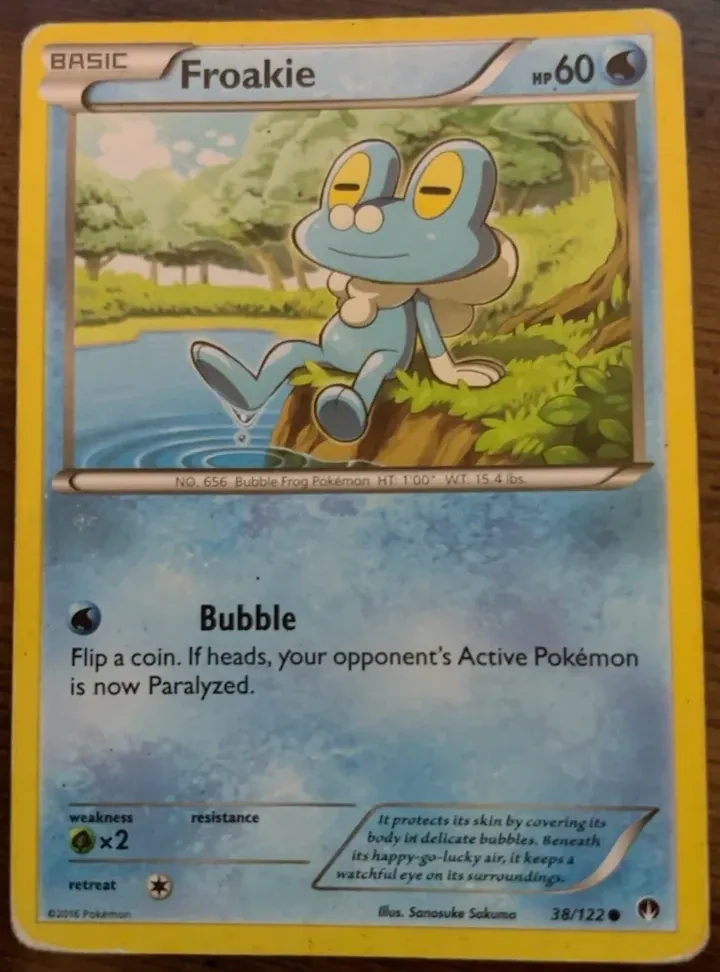 BASIC
Froakie
HP60
NO. 656 Bubble Frog Pokémon HT: 1'00" WT: 15.4 lbs.
Bubble
Flip a coin. If heads, your opponent's Active Pokémon
is now Paralyzed.
weakness resistance
×2
It protects its skin by covering its
body in delicate bubbles. Beneath
its happy-go-lucky air, it keeps a
watchful eye on its surroundings.
retreat
©2016 Pokémon
Illus. Sanosuke Sakuma
38/122